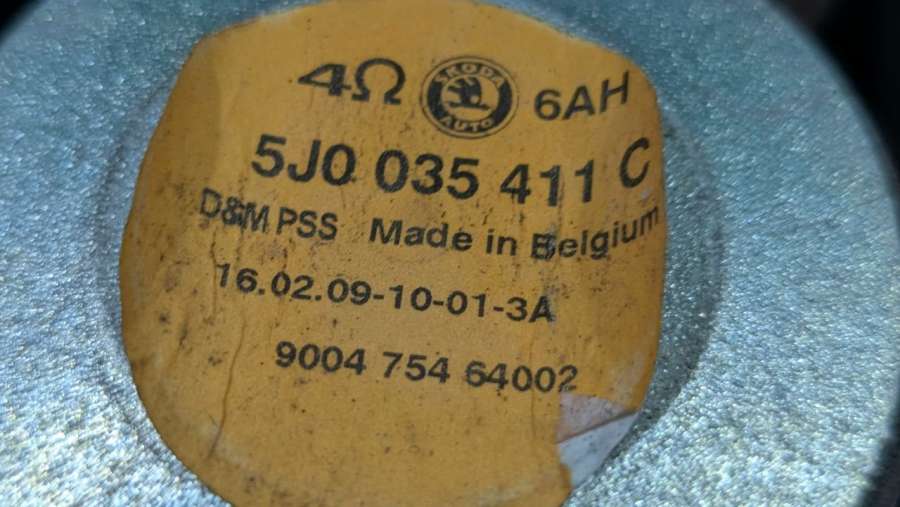 4Ω ŠKODA AUTO 6AH
5J0 035 411 C
D&M PSS Made in Belgium
16.02.09-10-01-3A
9004 754 64002